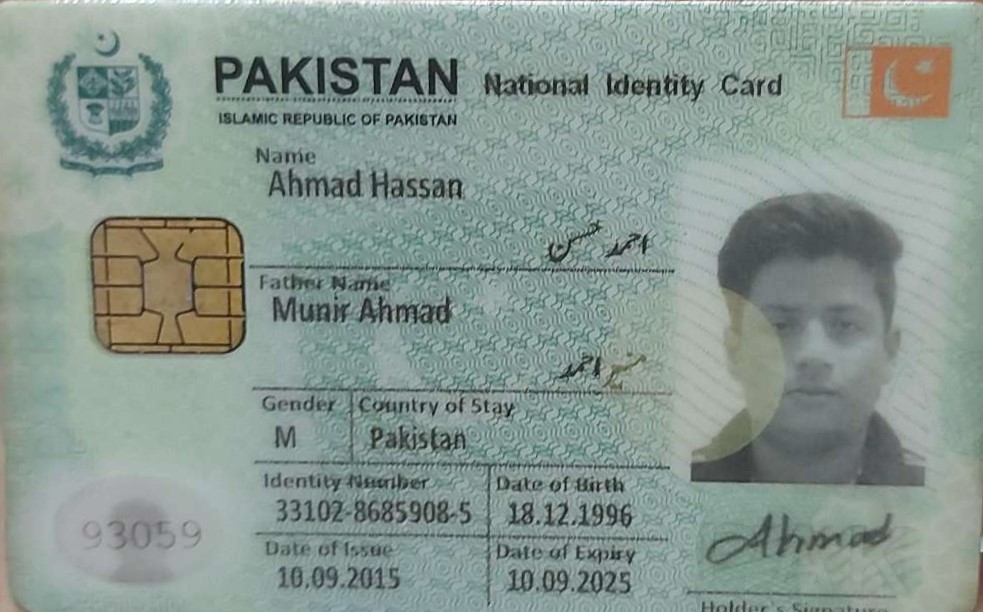 PAKISTAN National Identity Card
ISLAMIC REPUBLIC OF PAKISTAN
Name
Ahmad Hassan
احمد حسن
Father Name
Munir Ahmad
منیر احمد
Gender Country of Stay
M Pakistan
Identity Number Date of Birth
33102-8685908-5 18.12.1996
Date of Issue Date of Expiry
10.09.2015 10.09.2025
93059
Ahmad
Holder's Signature